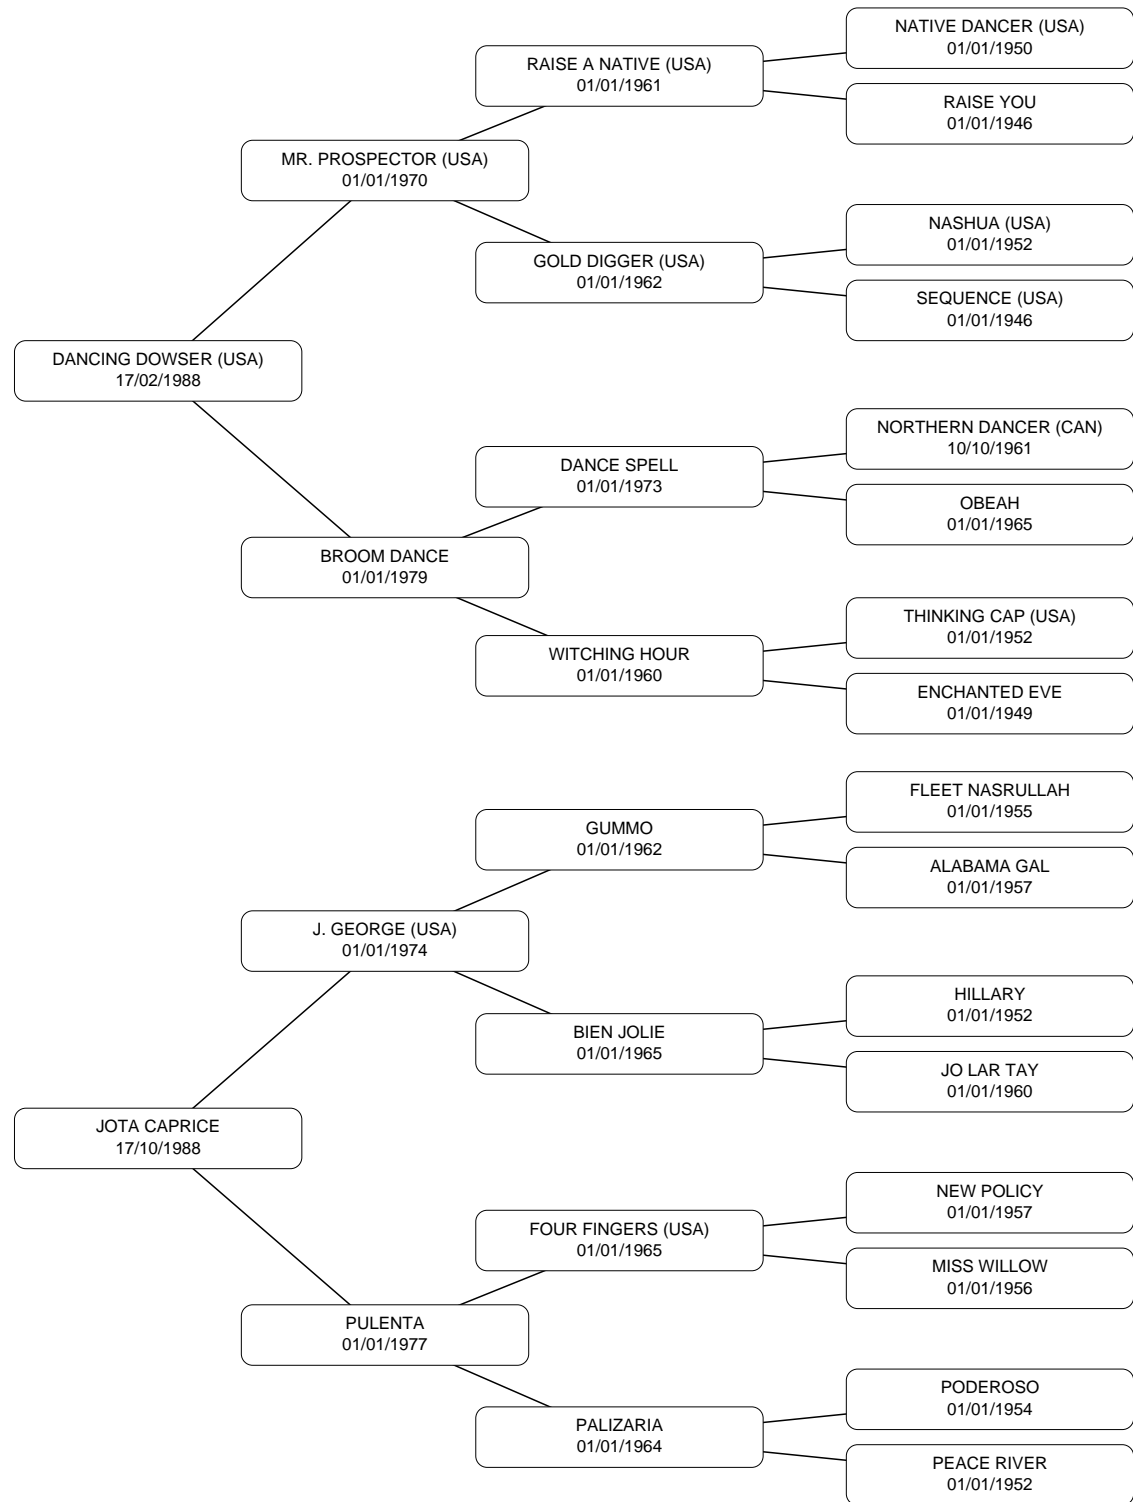 NATIVE DANCER (USA)
01/01/1950
RAISE A NATIVE (USA)
01/01/1961
RAISE YOU
01/01/1946
MR. PROSPECTOR (USA)
01/01/1970
NASHUA (USA)
01/01/1952
GOLD DIGGER (USA)
01/01/1962
SEQUENCE (USA)
01/01/1946
DANCING DOWSER (USA)
17/02/1988
NORTHERN DANCER (CAN)
10/10/1961
DANCE SPELL
01/01/1973
OBEAH
01/01/1965
BROOM DANCE
01/01/1979
THINKING CAP (USA)
01/01/1952
WITCHING HOUR
01/01/1960
ENCHANTED EVE
01/01/1949
FLEET NASRULLAH
01/01/1955
GUMMO
01/01/1962
ALABAMA GAL
01/01/1957
J. GEORGE (USA)
01/01/1974
HILLARY
01/01/1952
BIEN JOLIE
01/01/1965
JO LAR TAY
01/01/1960
JOTA CAPRICE
17/10/1988
NEW POLICY
01/01/1957
FOUR FINGERS (USA)
01/01/1965
MISS WILLOW
01/01/1956
PULENTA
01/01/1977
PODEROSO
01/01/1954
PALIZARIA
01/01/1964
PEACE RIVER
01/01/1952